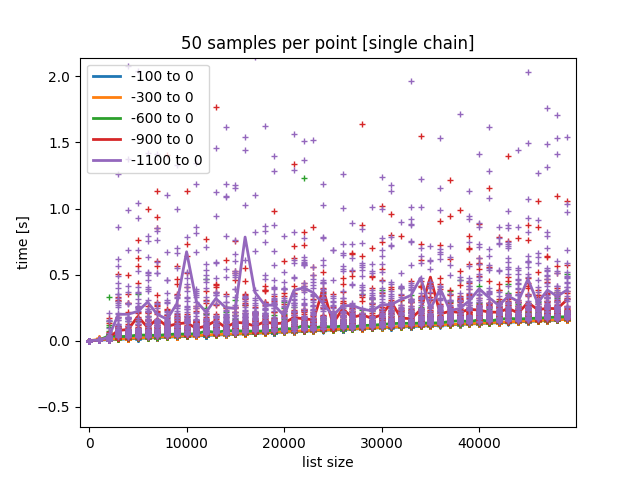 50 samples per point [single chain]
-100 to 0
-300 to 0
-600 to 0
-900 to 0
-1100 to 0
2.0
1.5
1.0
0.5
0.0
−0.5
time [s]
0
10000
20000
30000
40000
list size